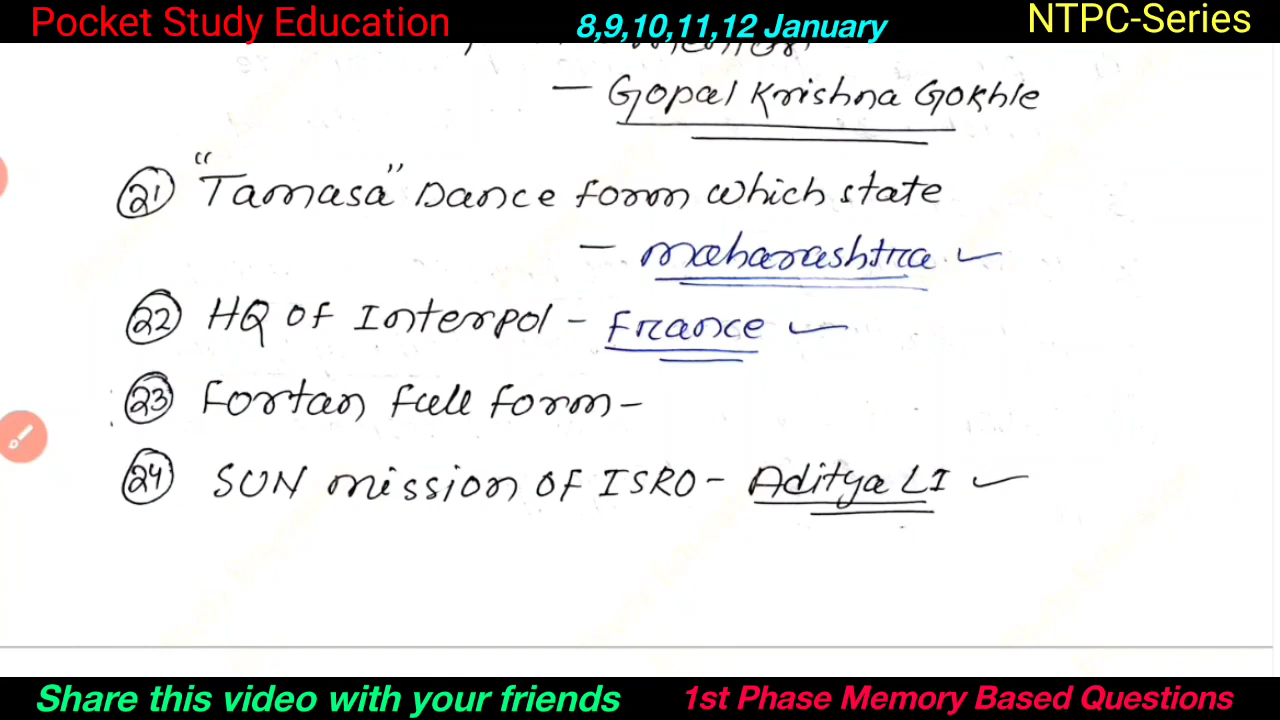 Pocket Study Education
8,9,10,11,12 January
NTPC-Series
- Gopal Krishna Gokhle
21 "Tamasa" Dance form which state
- maharashtra
22 HQ OF Interpol - France
23 Fortan full form -
24 SUN mission OF ISRO - Aditya LI
Share this video with your friends
1st Phase Memory Based Questions